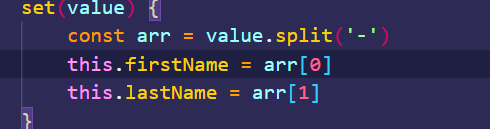 set(value) {
const arr = value.split('-')
this.firstName = arr[0]
this.lastName = arr[1]
}